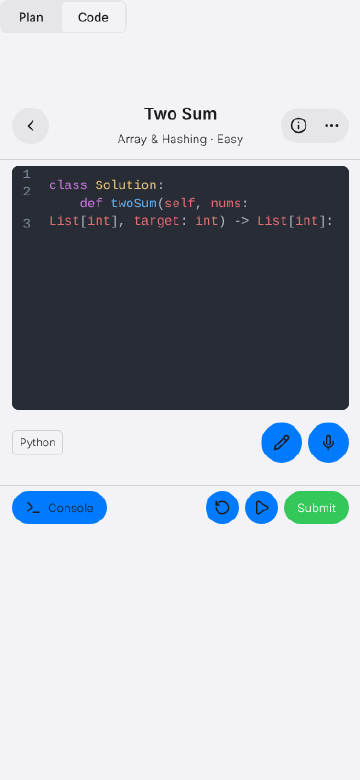 Plan Code
Two Sum
Array & Hashing · Easy
1
2 class Solution:
def twoSum(self, nums:
3 List[int], target: int) -> List[int]:
Python
Console Submit